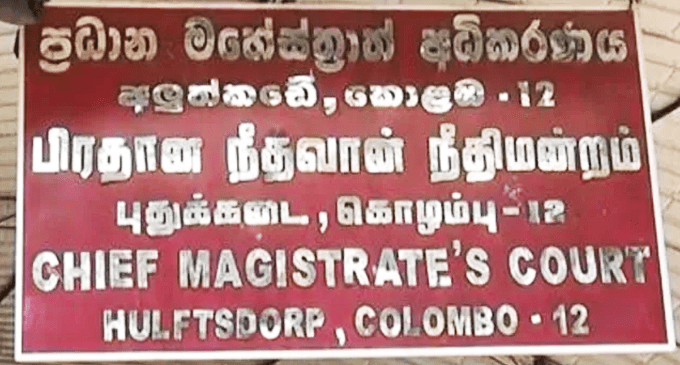 ප්‍රධාන මහේස්ත්‍රාත් අධිකරණය
අලුත්කඩේ, කොළඹ - 12
பிரதான நீதவான் நீதிமன்றம்
புதுக்கடை, கொழும்பு - 12
CHIEF MAGISTRATE'S COURT
HULFTSDORP, COLOMBO - 12